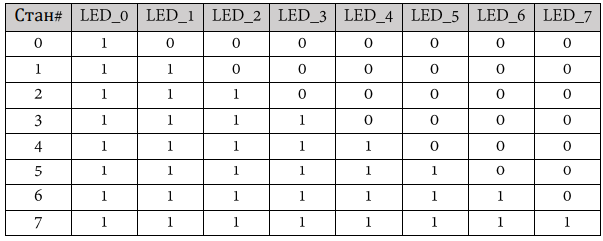 Стан# LED_0 LED_1 LED_2 LED_3 LED_4 LED_5 LED_6 LED_7
0 1 0 0 0 0 0 0 0
1 1 1 0 0 0 0 0 0
2 1 1 1 0 0 0 0 0
3 1 1 1 1 0 0 0 0
4 1 1 1 1 1 0 0 0
5 1 1 1 1 1 1 0 0
6 1 1 1 1 1 1 1 0
7 1 1 1 1 1 1 1 1